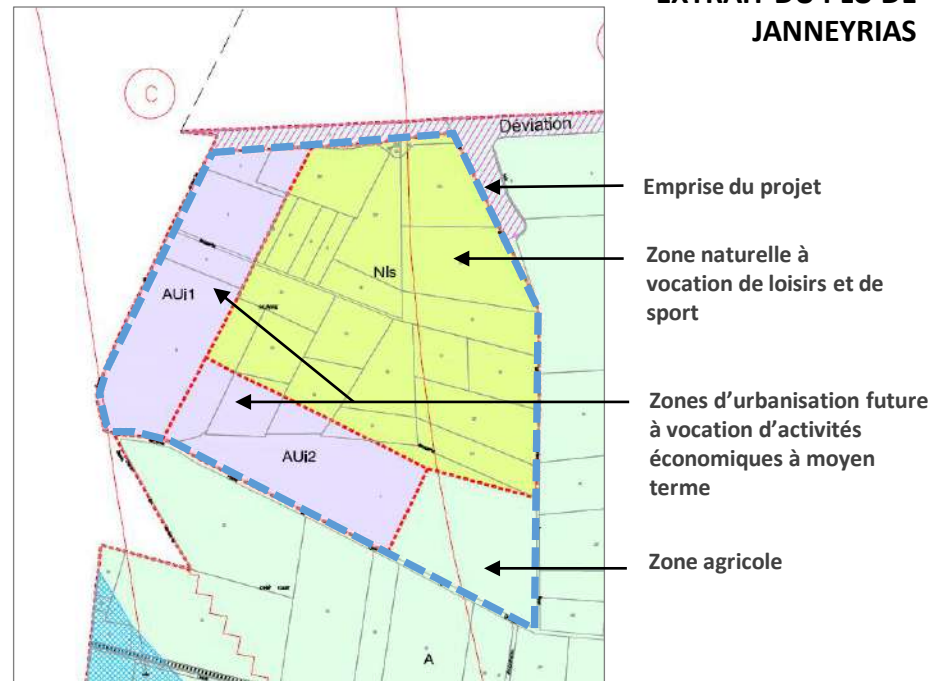 EXTRAIT DU PLU DE
JANNEYRIAS
C
Déviation
Emprise du projet
Zone naturelle à
vocation de loisirs et de
sport
Nls
AUi1
Zones d'urbanisation future
à vocation d'activités
économiques à moyen
terme
AUi2
Zone agricole
A